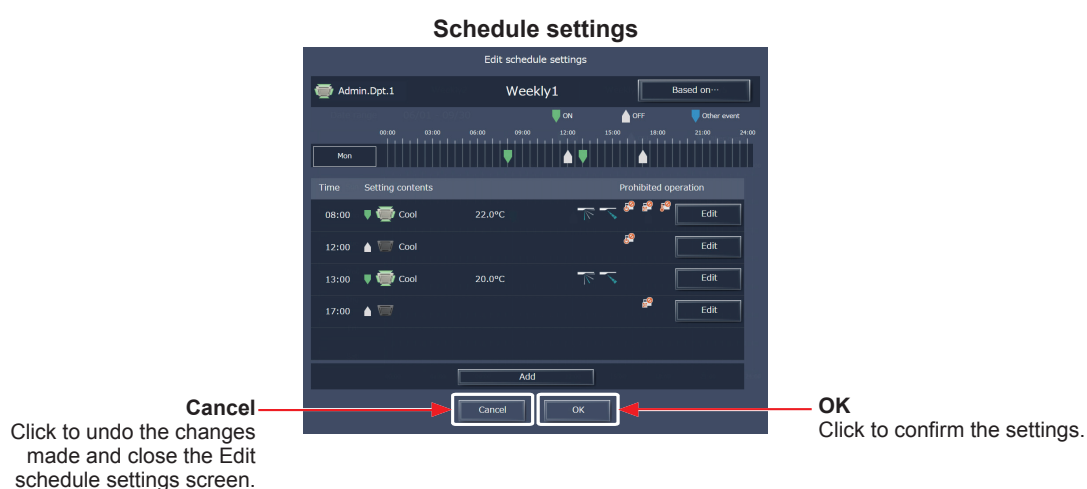 Schedule settings
Edit schedule settings
Admin.Dpt.1 Weekly1 Based on…
ON OFF Other event
00:00 03:00 06:00 09:00 12:00 15:00 18:00 21:00 24:00
Mon
Time Setting contents Prohibited operation
08:00 Cool 22.0°C Edit
12:00 Cool Edit
13:00 Cool 20.0°C Edit
17:00 Edit
Add
Cancel OK
Cancel
Click to undo the changes
made and close the Edit
schedule settings screen.
OK
Click to confirm the settings.